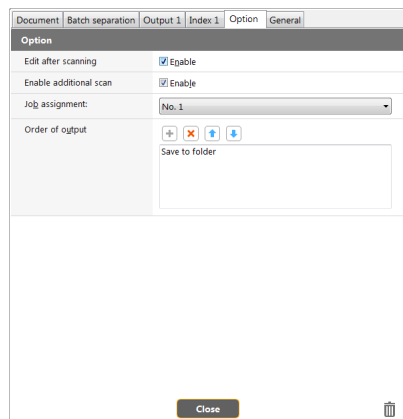 Document Batch separation Output 1 Index 1 Option General
Option
Edit after scanning Enable
Enable additional scan Enable
Job assignment: No. 1
Order of output
Save to folder
Close